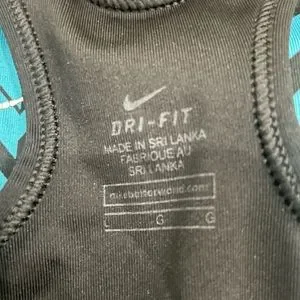 DRI-FIT
MADE IN SRI LANKA
FABRIQUE AU
SRI LANKA
nikebetterworld.com
L G G